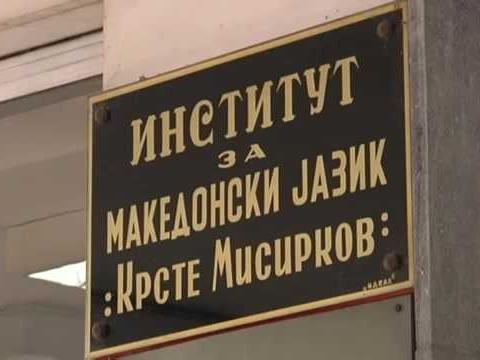 ИНСТИТУТ
ЗА
МАКЕДОНСКИ ЈАЗИК
:Крсте Мисирков: